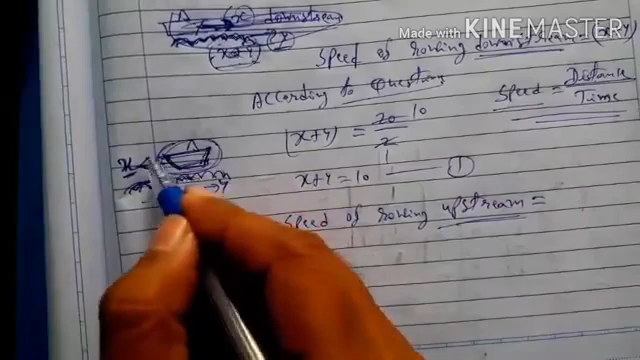 x downstream
Made with KINEMASTER
(x+y) y
Speed of rowing downstream = (x+y)
According to Question
Speed = Distance / Time
(x+y) = 20 10 / 2 1
x+y = 10 — ①
x
y
Speed of rowing upstream =